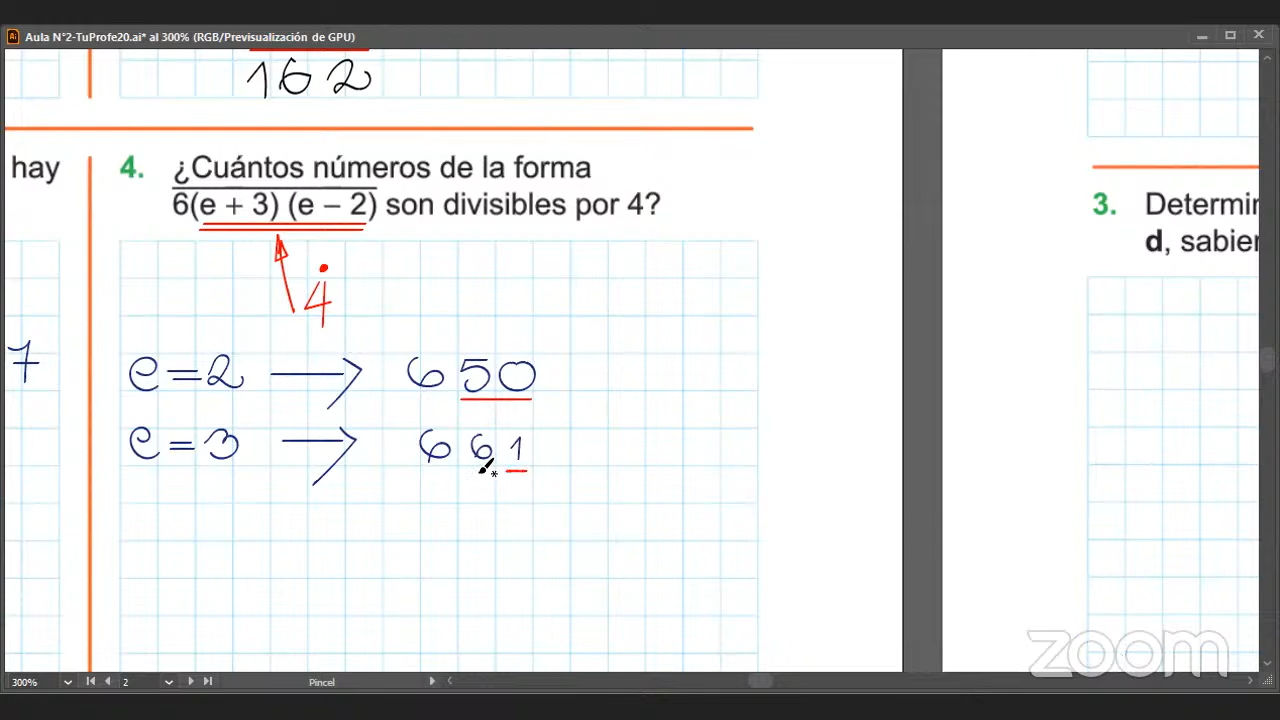 Aula N°2-TuProfe20.ai* al 300% (RGB/Previsualización de GPU)
162
hay
4. ¿Cuántos números de la forma
6(e + 3) (e − 2) son divisibles por 4?
4
7
e=2 → 650
e=3 → 661
3. Determin
d, sabien
zoom
300% 2 Pincel